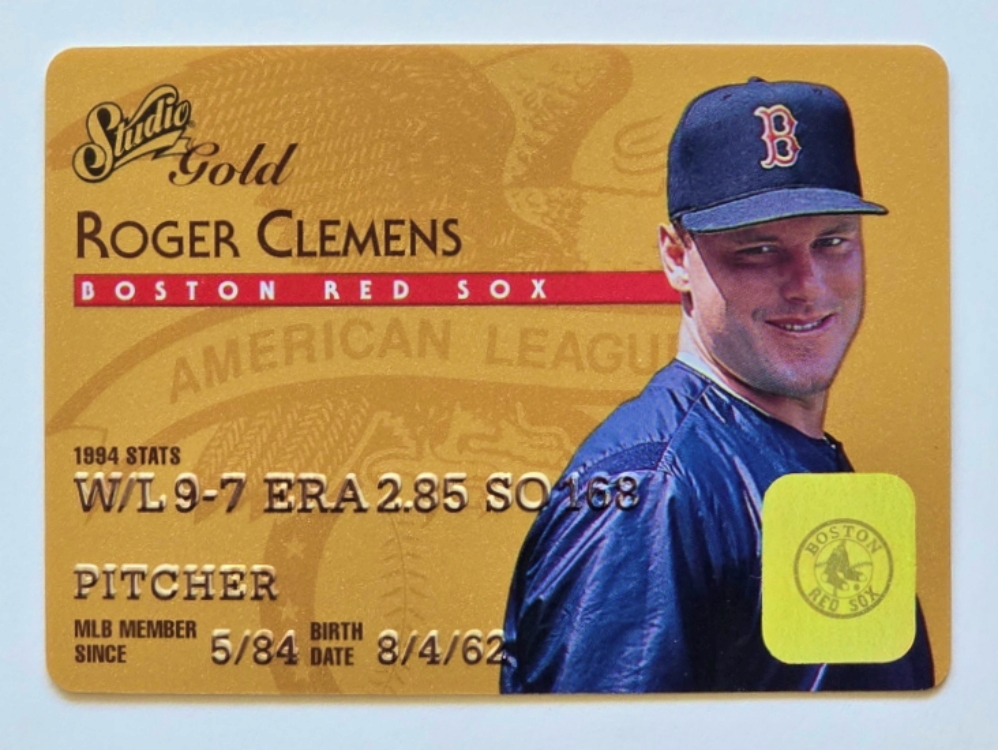 Studio
Gold
ROGER CLEMENS
BOSTON RED SOX
AMERICAN LEAGU
1994 STATS
W/L 9-7 ERA 2.85 SO 168
PITCHER
MLB MEMBER SINCE 5/84 BIRTH DATE 8/4/62
B
BOSTON
RED SOX